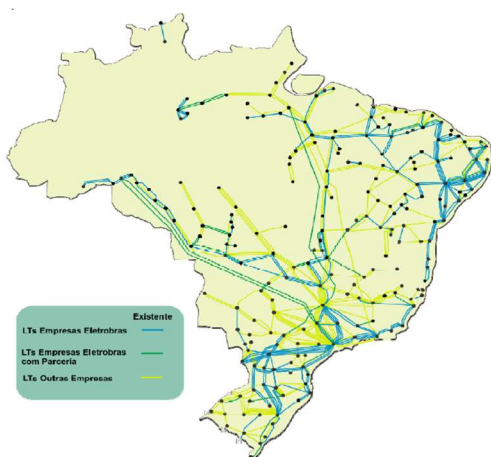 Existente
LTs Empresas Eletrobras
LTs Empresas Eletrobras
com Parceria
LTs Outras Empresas